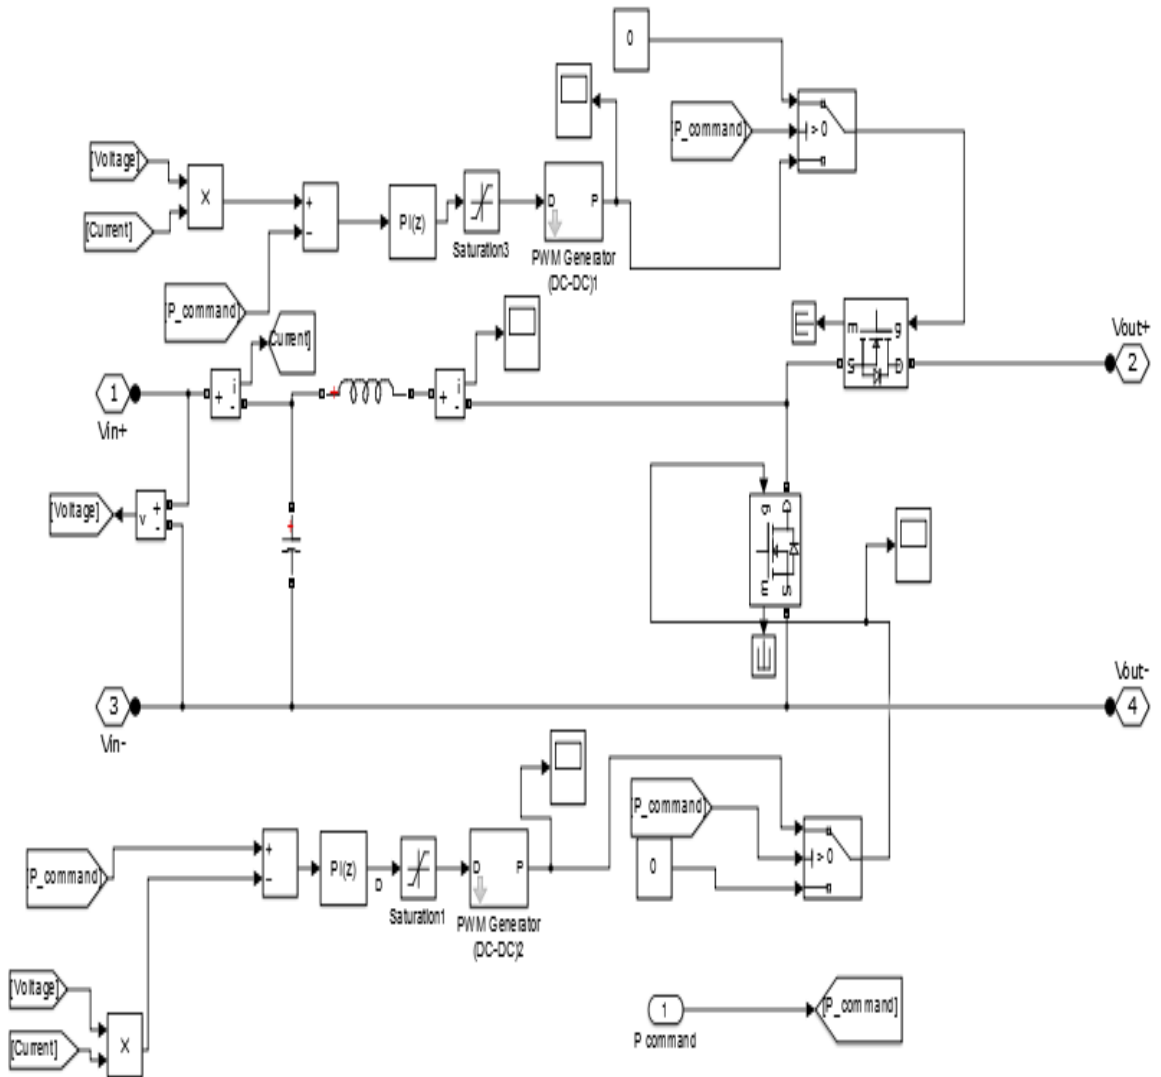 0
[P_command]
> 0
[Voltage]
X
[Current]
+
-
PI(z)
Saturation3
D
P
PWM Generator
(DC-DC)1
[P_command]
Current]
m
g
S
D
Vout+
2
1
Vin+
+
i
-
+
i
-
[Voltage]
v
+
-
g
D
m
S
3
Vin-
Vout-
4
[P_command]
+
-
PI(z)
D
Saturation1
D
P
PWM Generator
(DC-DC)2
[P_command]
0
> 0
[Voltage]
[Current]
X
1
P command
[P_command]